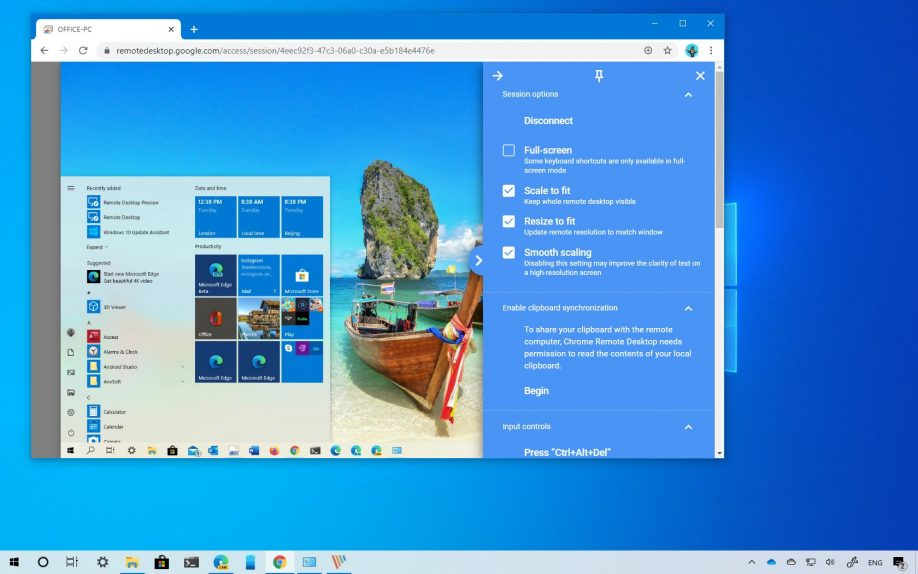 OFFICE-PC
remotedesktop.google.com/access/session/4eec92f3-47c3-06a0-c30a-e5b184e4476e
Session options
Disconnect
Full-screen
Some keyboard shortcuts are only available in full-
screen mode
Scale to fit
Keep whole remote desktop visible
Resize to fit
Update remote resolution to match window
Smooth scaling
Disabling this setting may improve the clarity of text on
a high-resolution screen
Enable clipboard synchronization
To share your clipboard with the remote
computer, Chrome Remote Desktop needs
permission to read the contents of your local
clipboard.
Begin
Input controls
Press "Ctrl+Alt+Del"
Recently added
Remote Desktop Preview
Remote Desktop
Windows 10 Update Assistant
Expand
Suggested
Start new Microsoft Edge
Get beautiful 4K video
#
3D Viewer
A
Access
Alarms & Clock
Android Studio
AnvSoft
C
Calculator
Calendar
Camera
Date and time
12:38 PM
Tuesday
London
8:38 AM
Tuesday
Local time
8:38 PM
Tuesday
Beijing
Productivity
Microsoft Edge
Beta
Instagram
Mail
1
Microsoft Store
Office
Photos
Play
Microsoft Edge
Microsoft Edge
ENG
2